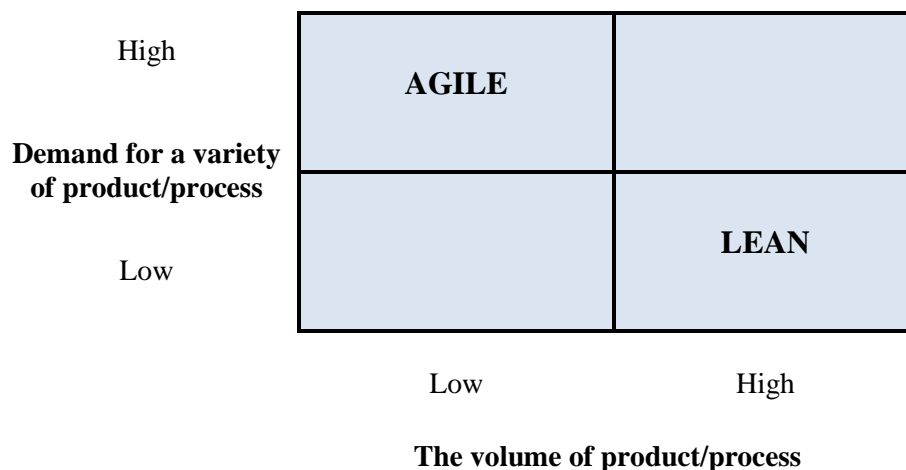 High
AGILE
Demand for a variety
of product/process
LEAN
Low
Low High
The volume of product/process